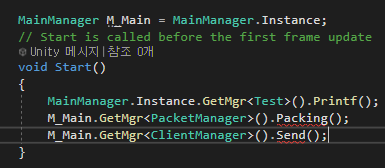 MainManager M_Main = MainManager.Instance;
// Start is called before the first frame update
Unity 메시지|참조 0개
void Start()
{
MainManager.Instance.GetMgr<Test>().Printf();
M_Main.GetMgr<PacketManager>().Packing();
M_Main.GetMgr<ClientManager>().Send();
}